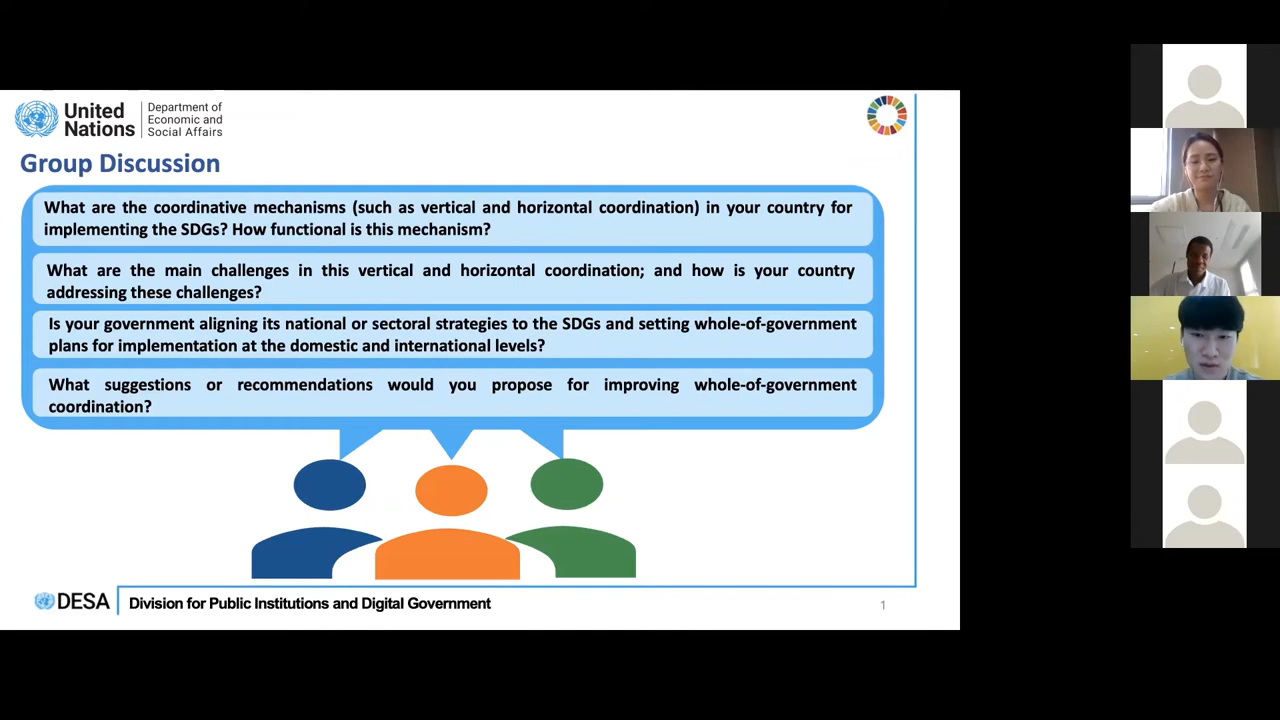 United
Nations
Department of
Economic and
Social Affairs
Group Discussion
What are the coordinative mechanisms (such as vertical and horizontal coordination) in your country for
implementing the SDGs? How functional is this mechanism?
What are the main challenges in this vertical and horizontal coordination; and how is your country
addressing these challenges?
Is your government aligning its national or sectoral strategies to the SDGs and setting whole-of-government
plans for implementation at the domestic and international levels?
What suggestions or recommendations would you propose for improving whole-of-government
coordination?
DESA
Division for Public Institutions and Digital Government
1